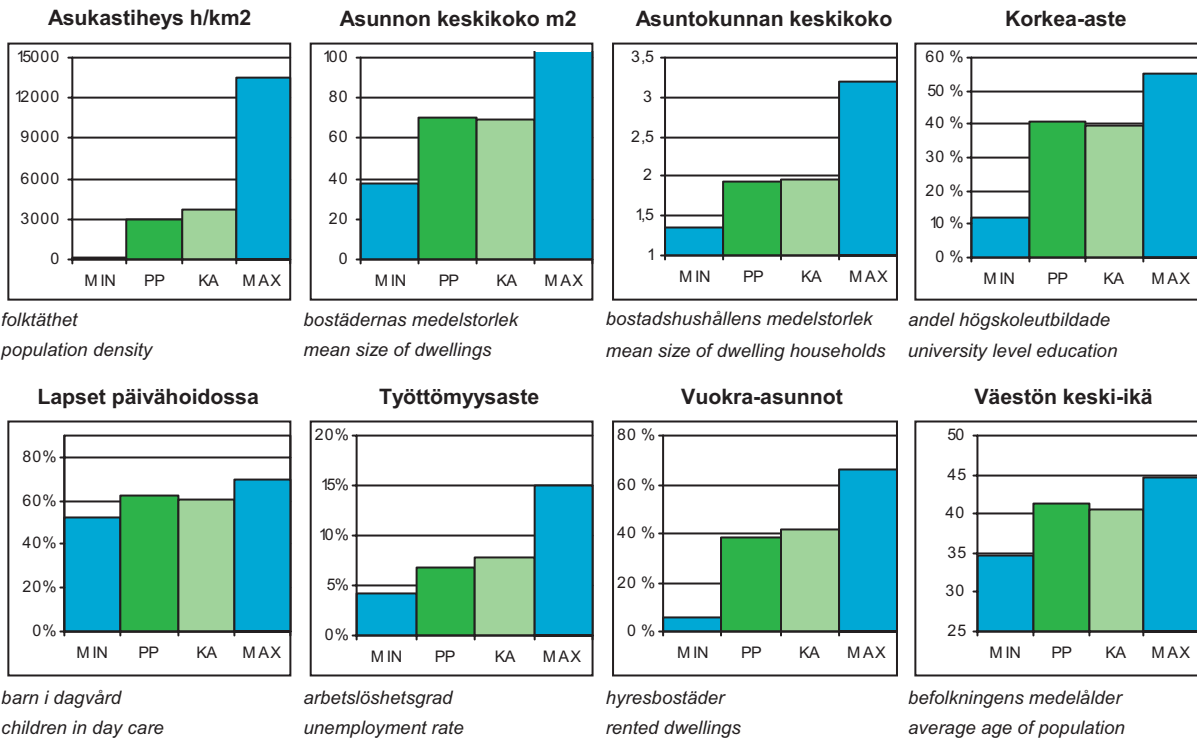 Asukastiheys h/km2
15000
12000
9000
6000
3000
0
MIN PP KA MAX
folktäthet
population density
Asunnon keskikoko m2
100
80
60
40
20
0
MIN PP KA MAX
bostädernas medelstorlek
mean size of dwellings
Asuntokunnan keskikoko
3,5
3
2,5
2
1,5
1
MIN PP KA MAX
bostadshushållens medelstorlek
mean size of dwelling households
Korkea-aste
60 %
50 %
40 %
30 %
20 %
10 %
0 %
MIN PP KA MAX
andel högskoleutbildade
university level education
Lapset päivähoidossa
80%
60%
40%
20%
0%
MIN PP KA MAX
barn i dagvård
children in day care
Työttömyysaste
20%
15%
10%
5%
0%
MIN PP KA MAX
arbetslöshetsgrad
unemployment rate
Vuokra-asunnot
80 %
60 %
40 %
20 %
0 %
MIN PP KA MAX
hyresbostäder
rented dwellings
Väestön keski-ikä
50
45
40
35
30
25
MIN PP KA MAX
befolkningens medelålder
average age of population